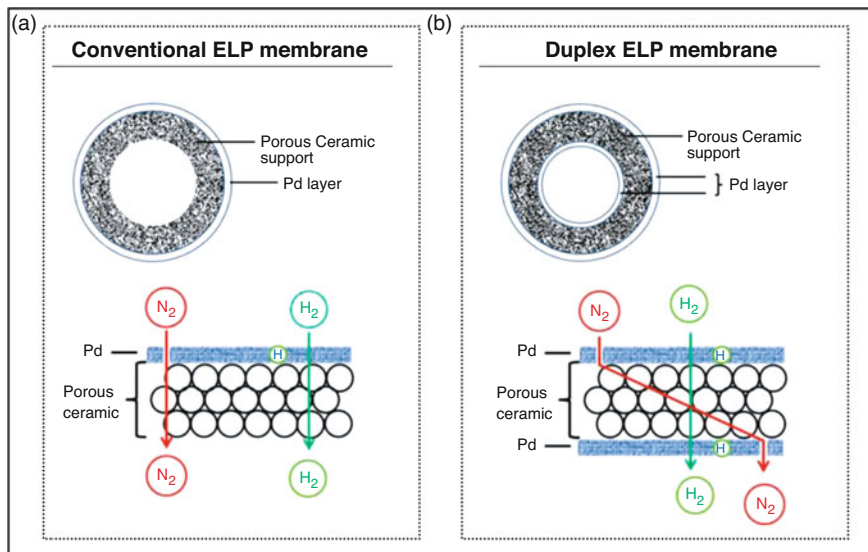 (a)
Conventional ELP membrane
Porous Ceramic
support
Pd layer
N2
H2
Pd
H
Porous
ceramic
N2
H2
(b)
Duplex ELP membrane
Porous Ceramic
support
Pd layer
N2
H2
Pd
H
Porous
ceramic
Pd
H
H2
N2